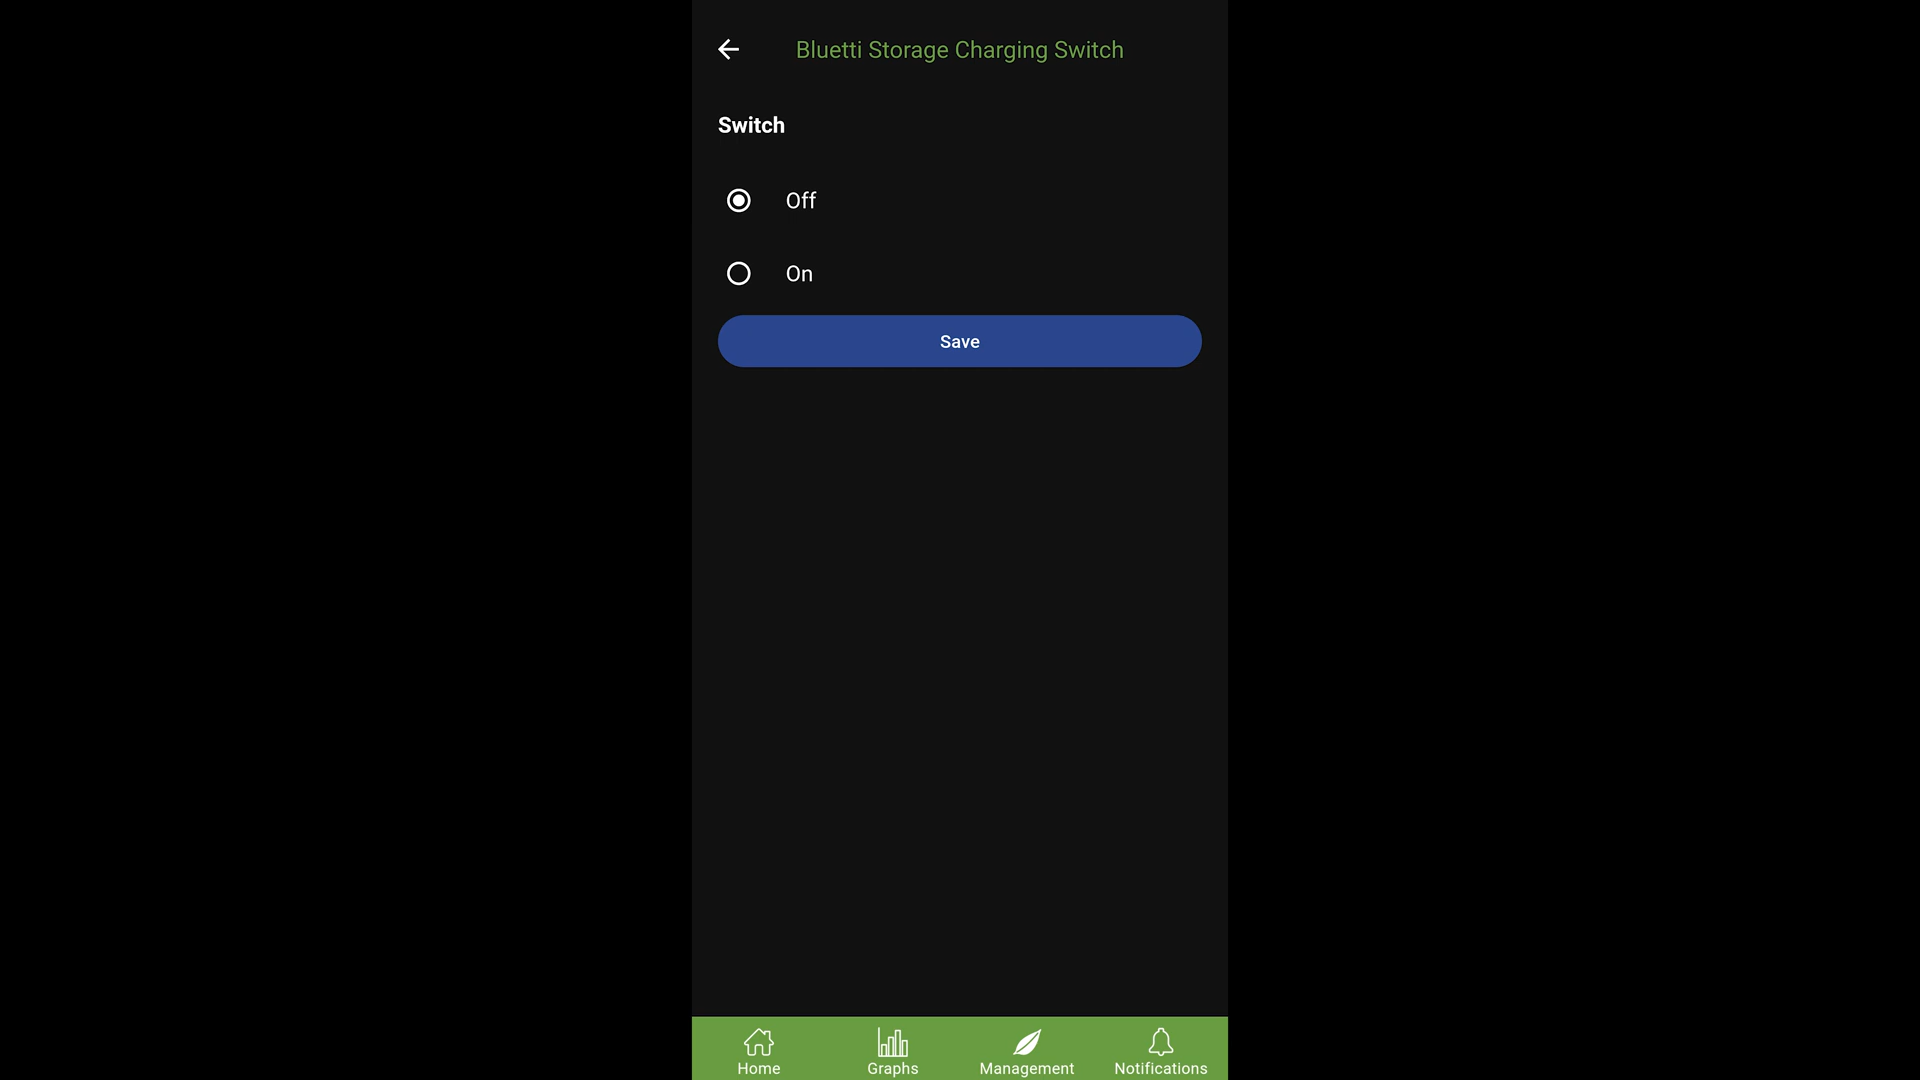 Bluetti Storage Charging Switch
Switch
Off
On
Save
Home
Graphs
Management
Notifications